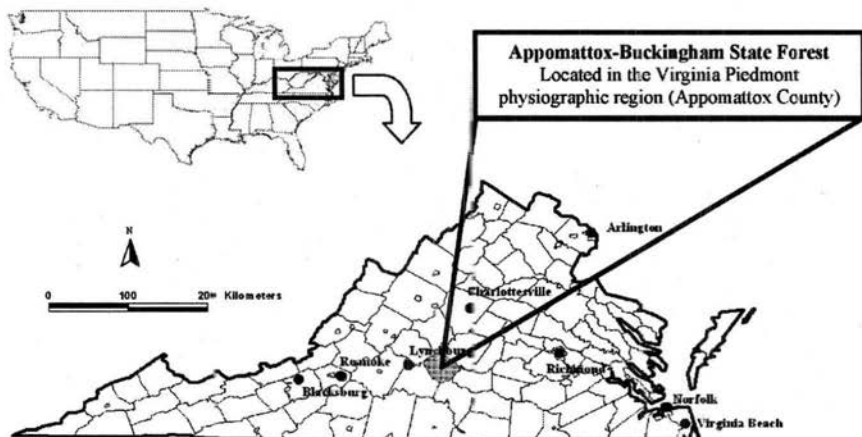 Appomattox-Buckingham State Forest
Located in the Virginia Piedmont
physiographic region (Appomattox County)
Arlington
N
Charlottesville
0 100 Kilometers
Roanoke
Richmond
Blacksburg
Norfolk
Virginia Beach